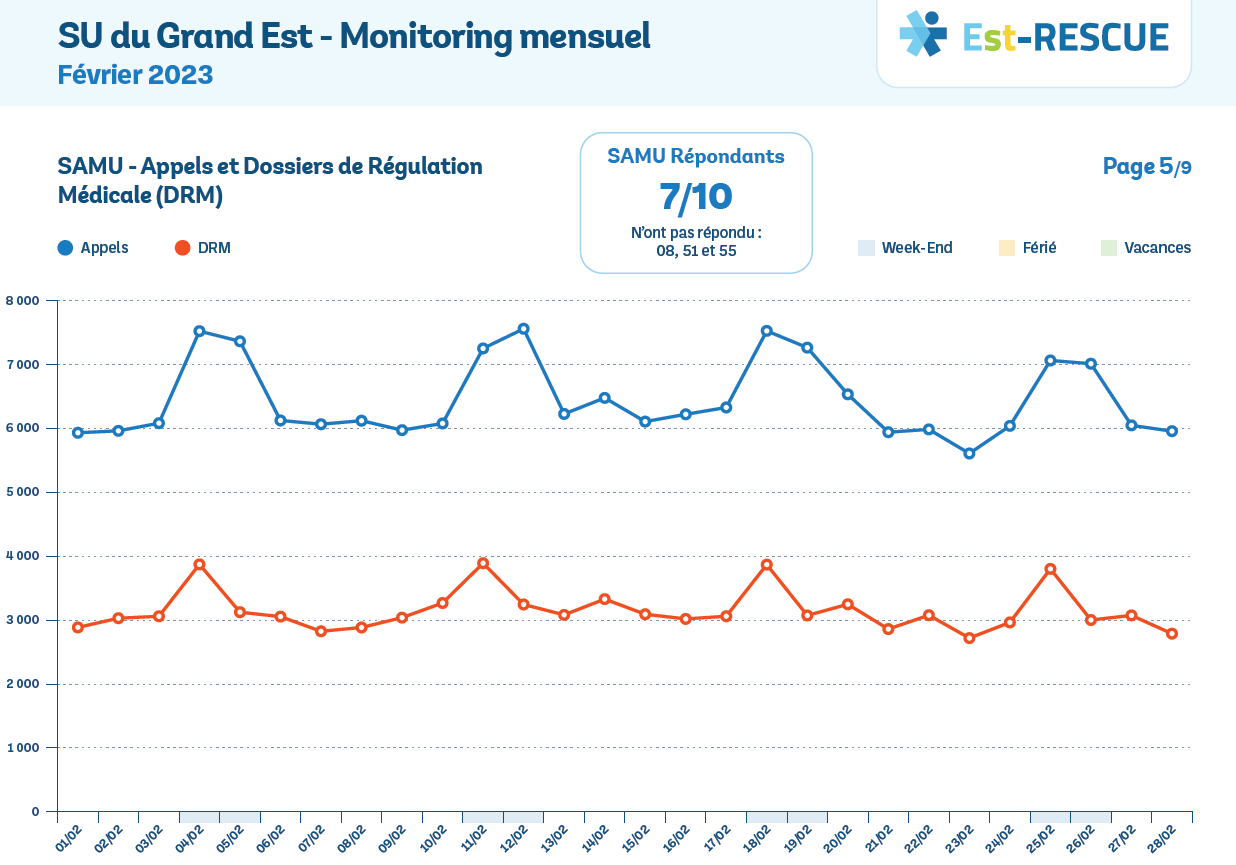 SU du Grand Est - Monitoring mensuel
Février 2023
Est-RESCUE
SAMU - Appels et Dossiers de Régulation
Médicale (DRM)
SAMU Répondants
7/10
N'ont pas répondu :
08, 51 et 55
Page 5/9
Appels
DRM
Week-End
Férié
Vacances
8 000
7 000
6 000
5 000
4 000
3 000
2 000
1 000
0
01/02
02/02
03/02
04/02
05/02
06/02
07/02
08/02
09/02
10/02
11/02
12/02
13/02
14/02
15/02
16/02
17/02
18/02
19/02
20/02
21/02
22/02
23/02
24/02
25/02
26/02
27/02
28/02